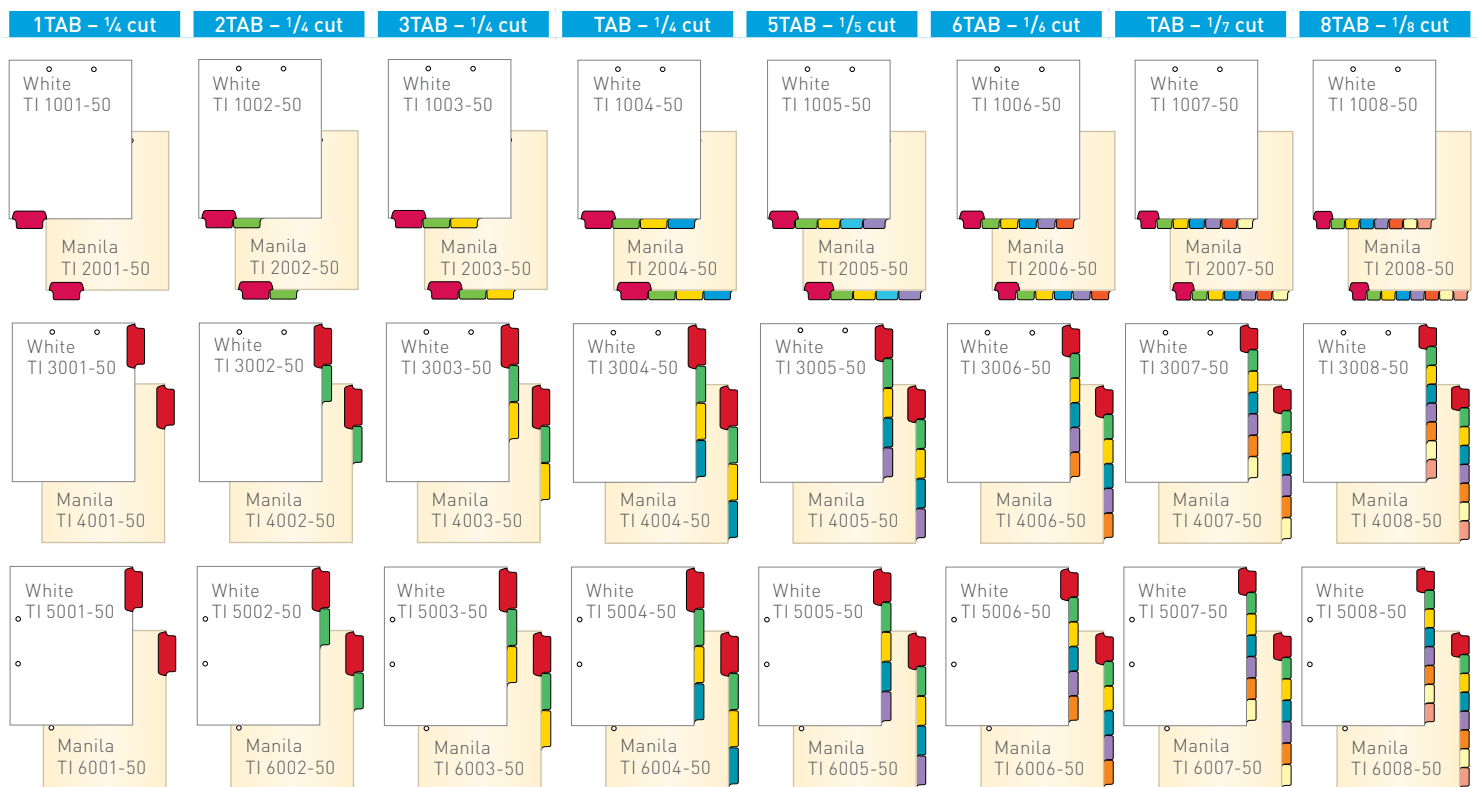 1TAB – ¼ cut
2TAB – 1/4 cut
3TAB – 1/4 cut
TAB – 1/4 cut
5TAB – 1/5 cut
6TAB – 1/6 cut
TAB – 1/7 cut
8TAB – 1/8 cut
White
TI 1001-50
White
TI 1002-50
White
TI 1003-50
White
TI 1004-50
White
TI 1005-50
White
TI 1006-50
White
TI 1007-50
White
TI 1008-50
Manila
TI 2001-50
Manila
TI 2002-50
Manila
TI 2003-50
Manila
TI 2004-50
Manila
TI 2005-50
Manila
TI 2006-50
Manila
TI 2007-50
Manila
TI 2008-50
White
TI 3001-50
White
TI 3002-50
White
TI 3003-50
White
TI 3004-50
White
TI 3005-50
White
TI 3006-50
White
TI 3007-50
White
TI 3008-50
Manila
TI 4001-50
Manila
TI 4002-50
Manila
TI 4003-50
Manila
TI 4004-50
Manila
TI 4005-50
Manila
TI 4006-50
Manila
TI 4007-50
Manila
TI 4008-50
White
TI 5001-50
White
TI 5002-50
White
TI 5003-50
White
TI 5004-50
White
TI 5005-50
White
TI 5006-50
White
TI 5007-50
White
TI 5008-50
Manila
TI 6001-50
Manila
TI 6002-50
Manila
TI 6003-50
Manila
TI 6004-50
Manila
TI 6005-50
Manila
TI 6006-50
Manila
TI 6007-50
Manila
TI 6008-50